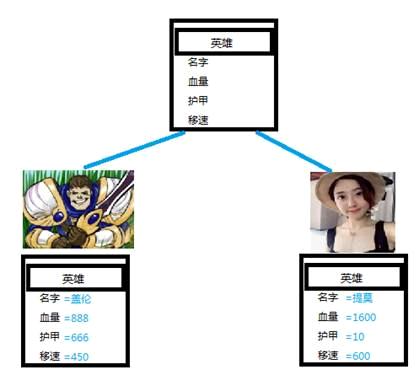 英雄
名字
血量
护甲
移速
英雄
名字 =盖伦
血量 =888
护甲 =666
移速 =450
英雄
名字 =提莫
血量 =1600
护甲 =10
移速 =600